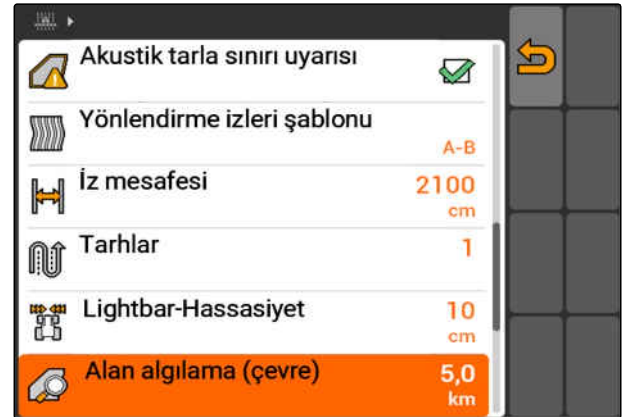 Akustik tarla sınırı uyarısı
Yönlendirme izleri şablonu
A-B
İz mesafesi
2100
cm
Tarhlar
1
Lightbar-Hassasiyet
10
cm
Alan algılama (çevre)
5,0
km